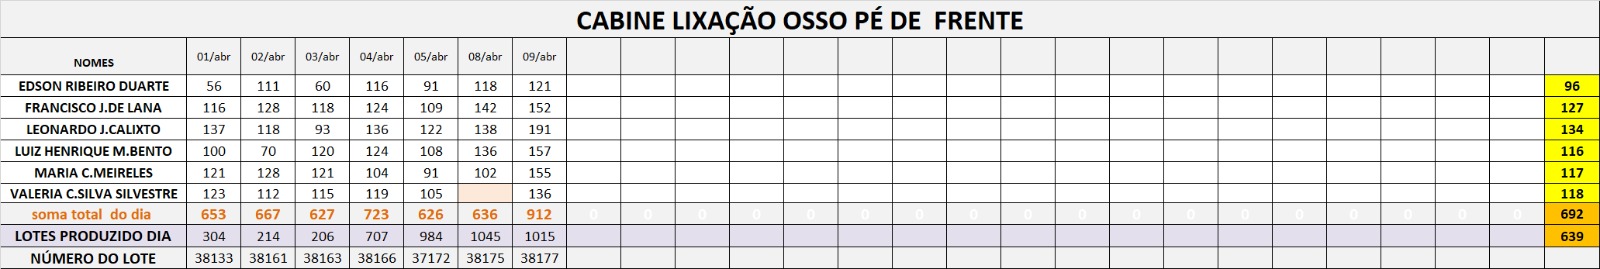 CABINE LIXAÇÃO OSSO PÉ DE FRENTE
NOMES 01/abr 02/abr 03/abr 04/abr 05/abr 08/abr 09/abr
EDSON RIBEIRO DUARTE 56 111 60 116 91 118 121 96
FRANCISCO J.DE LANA 116 128 118 124 109 142 152 127
LEONARDO J.CALIXTO 137 118 93 136 122 138 191 134
LUIZ HENRIQUE M.BENTO 100 70 120 124 108 136 157 116
MARIA C.MEIRELES 121 128 121 104 91 102 155 117
VALERIA C.SILVA SILVESTRE 123 112 115 119 105 136 118
soma total do dia 653 667 627 723 626 636 912 0 0 0 0 0 0 0 0 0 0 0 0 0 0 0 0 0 0 692
LOTES PRODUZIDO DIA 304 214 206 707 984 1045 1015 639
NÚMERO DO LOTE 38133 38161 38163 38166 37172 38175 38177